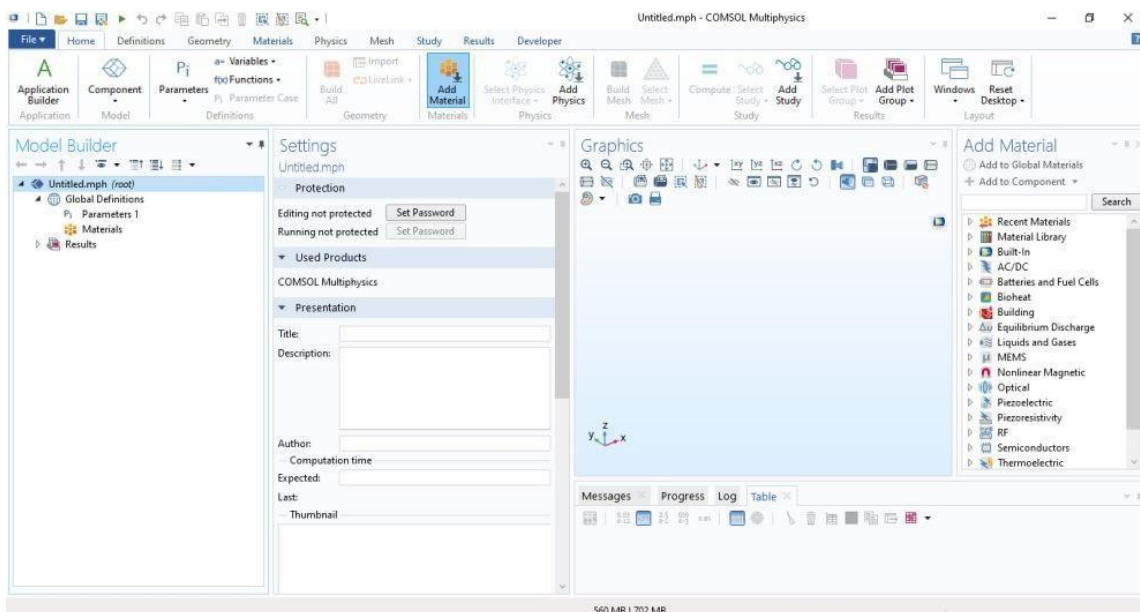 Untitled.mph - COMSOL Multiphysics
File Home Definitions Geometry Materials Physics Mesh Study Results Developer
Application Builder
Component
Pi Parameters
a= Variables
f(x) Functions
Pi Parameter Case
Build All
Import
LiveLink
Add Material
Select Physics Interface
Add Physics
Build Mesh
Select Mesh
Compute
Select Study
Add Study
Select Plot Group
Add Plot Group
Windows
Reset Desktop
Application Model Definitions Geometry Materials Physics Mesh Study Results Layout
Model Builder
Untitled.mph (root)
Global Definitions
Pi Parameters 1
Materials
Results
Settings
Untitled.mph
Protection
Editing not protected Set Password
Running not protected Set Password
Used Products
COMSOL Multiphysics
Presentation
Title:
Description:
Author:
Computation time
Expected:
Last:
Thumbnail
Graphics
z
y x
Messages Progress Log Table
Add Material
Add to Global Materials
Add to Component
Search
Recent Materials
Material Library
Built-In
AC/DC
Batteries and Fuel Cells
Bioheat
Building
Equilibrium Discharge
Liquids and Gases
MEMS
Nonlinear Magnetic
Optical
Piezoelectric
Piezoresistivity
RF
Semiconductors
Thermoelectric
560 MB | 702 MB